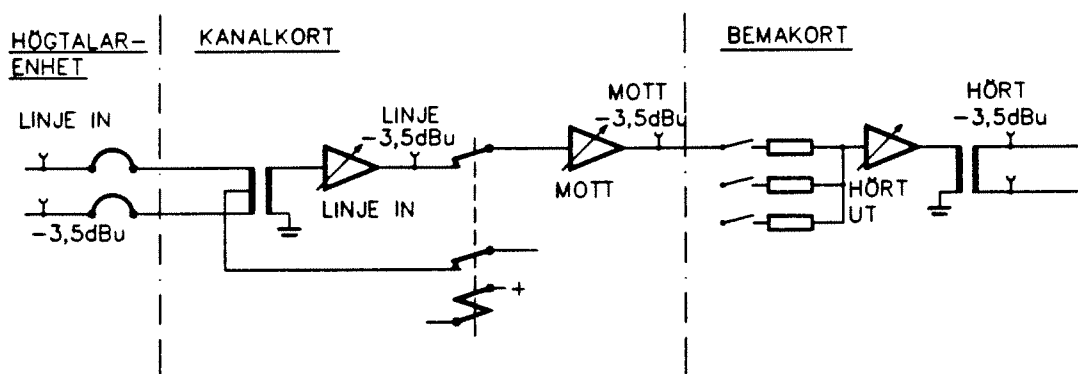 HÖGTALAR-
ENHET
KANALKORT
BEMAKORT
LINJE IN
-3,5dBu
LINJE
-3,5dBu
LINJE IN
MOTT
-3,5dBu
MOTT
HÖRT
UT
HÖRT
-3,5dBu
+